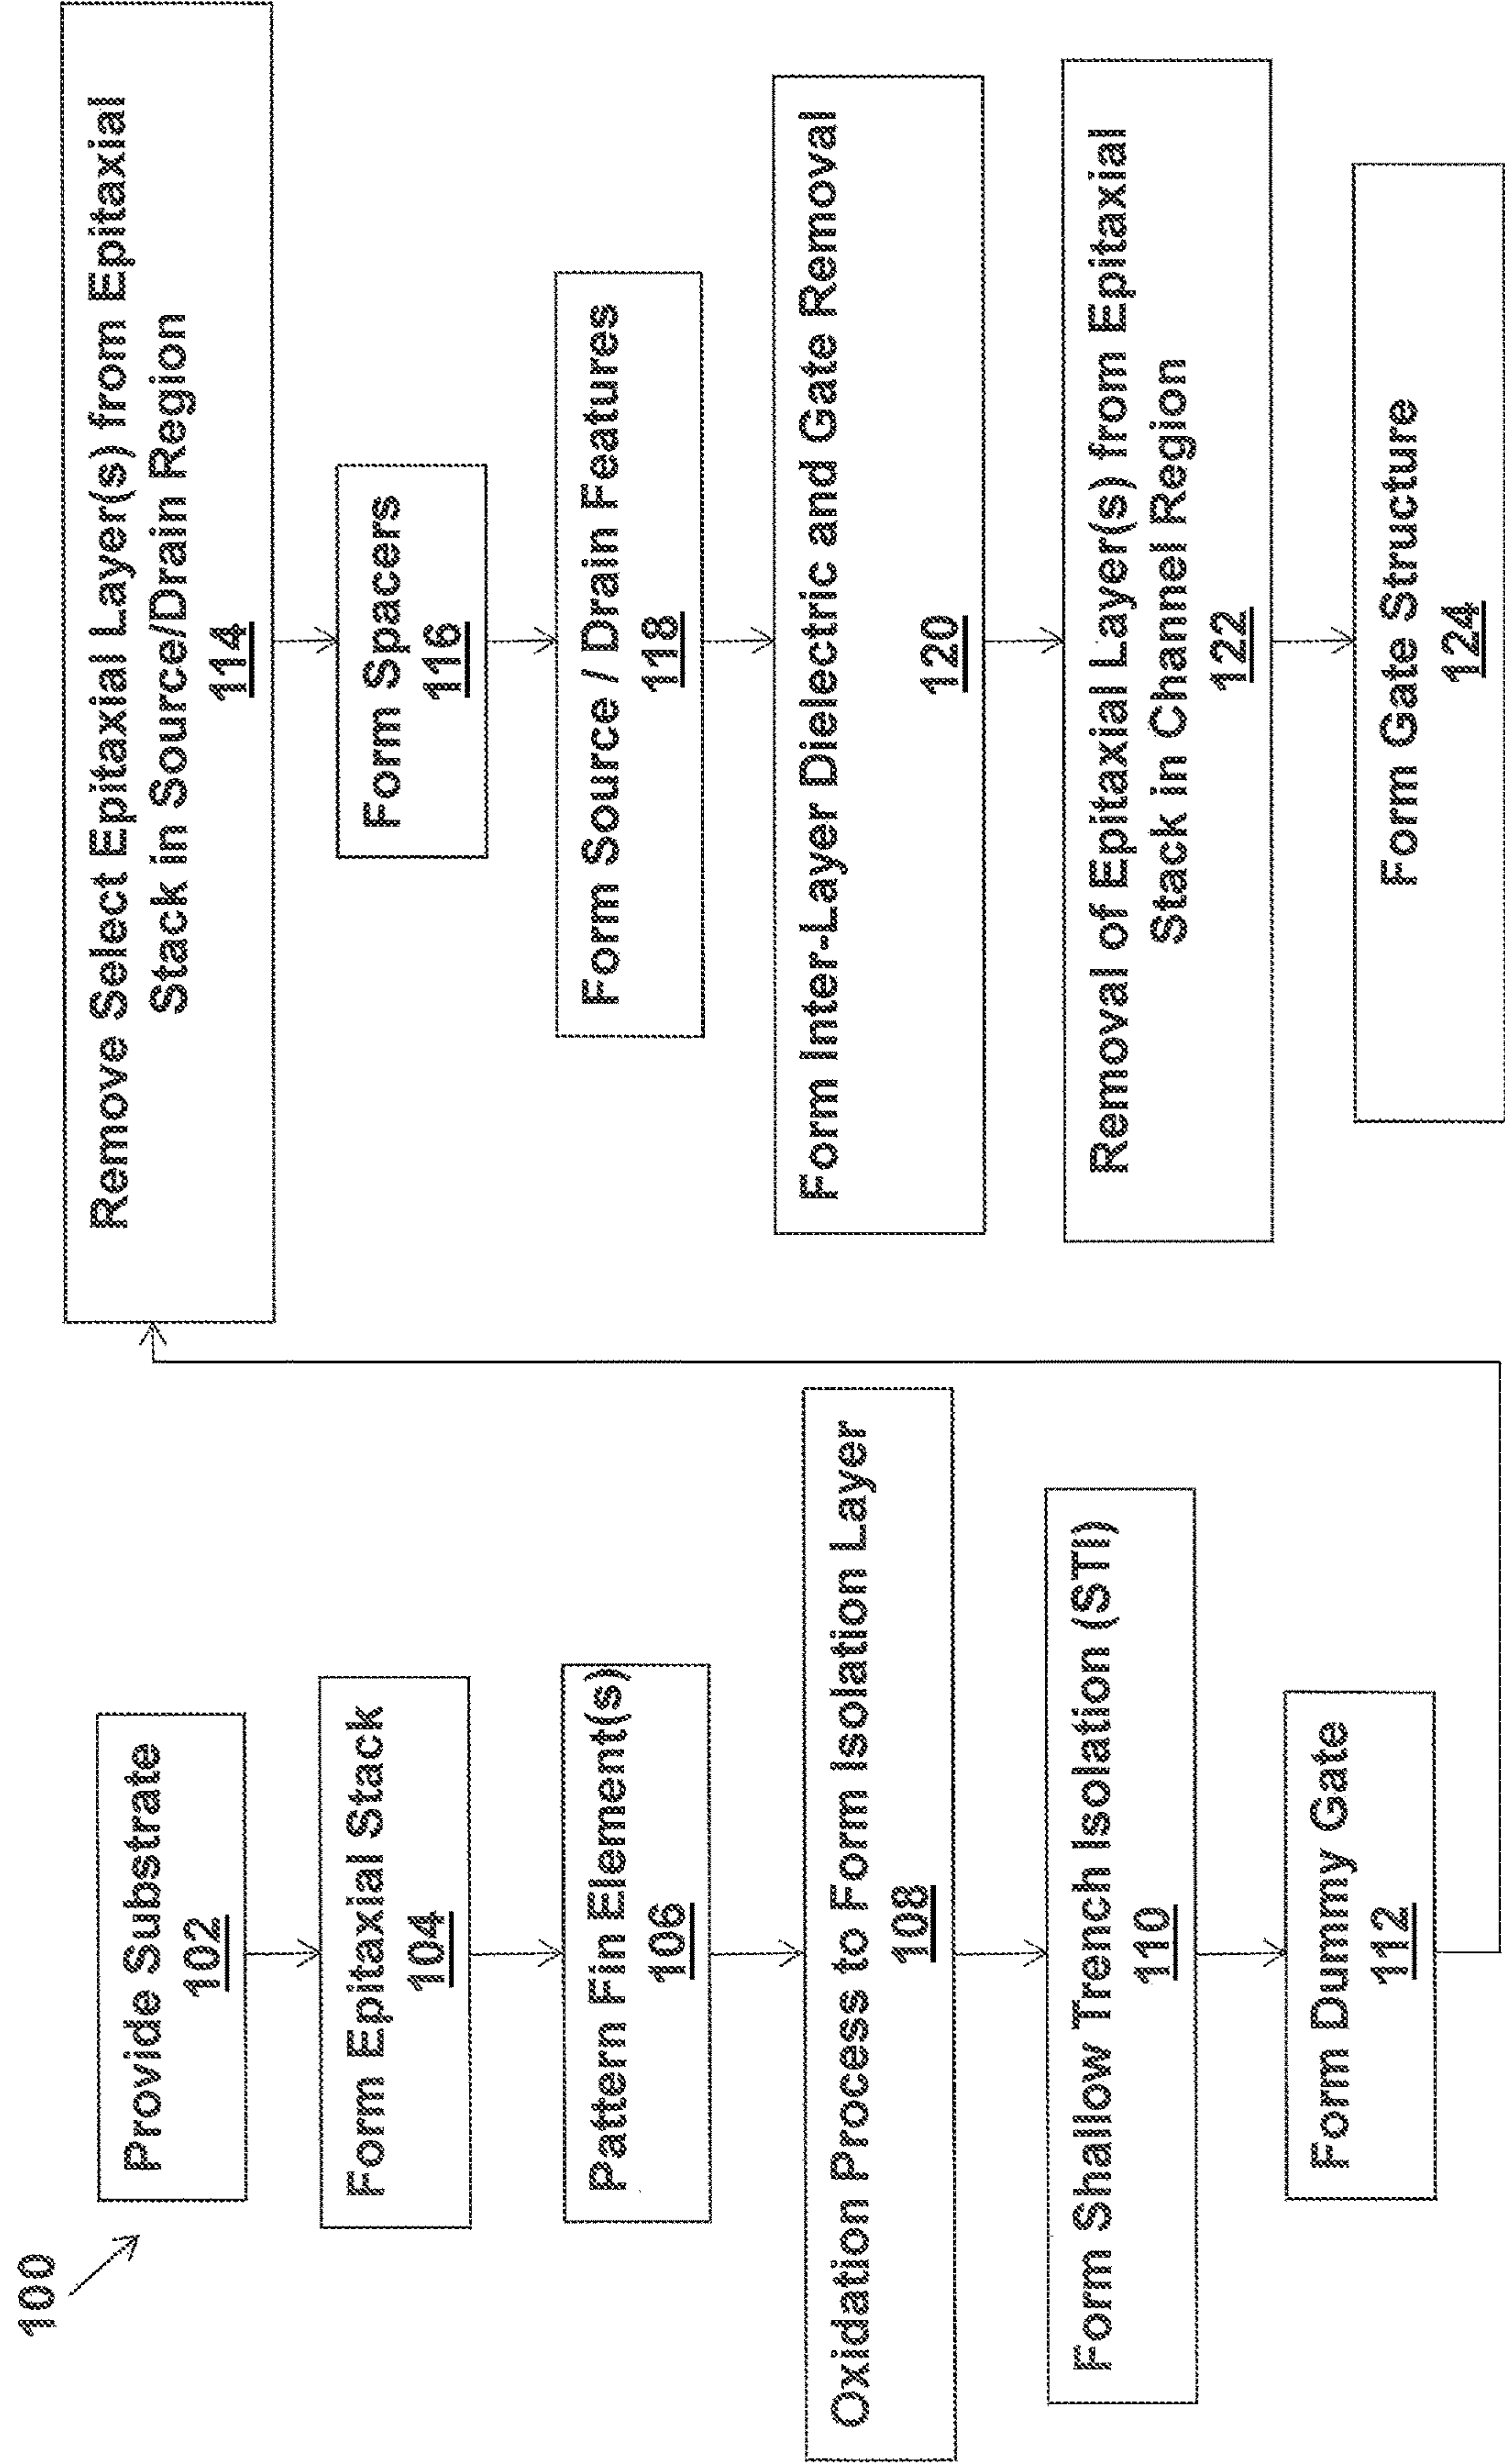 100
Provide Substrate
102
Form Epitaxial Stack
104
Pattern Fin Element(s)
106
Oxidation Process to Form Isolation Layer
108
Form Shallow Trench Isolation (STI)
110
Form Dummy Gate
112
Remove Select Epitaxial Layer(s) from Epitaxial
Stack in Source/Drain Region
114
Form Spacers
116
Form Source / Drain Features
118
Form Inter-Layer Dielectric and Gate Removal
120
Removal of Epitaxial Layer(s) from Epitaxial
Stack in Channel Region
122
Form Gate Structure
124